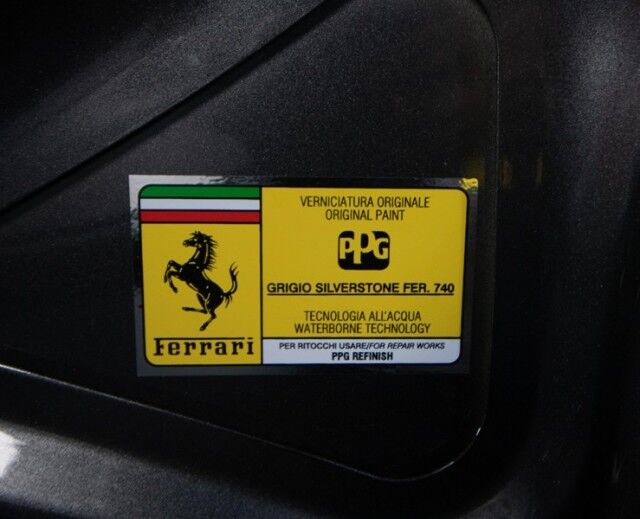 VERNICIATURA ORIGINALE
ORIGINAL PAINT
PPG
GRIGIO SILVERSTONE FER. 740
TECNOLOGIA ALL'ACQUA
WATERBORNE TECHNOLOGY
Ferrari
PER RITOCCHI USARE/FOR REPAIR WORKS
PPG REFINISH